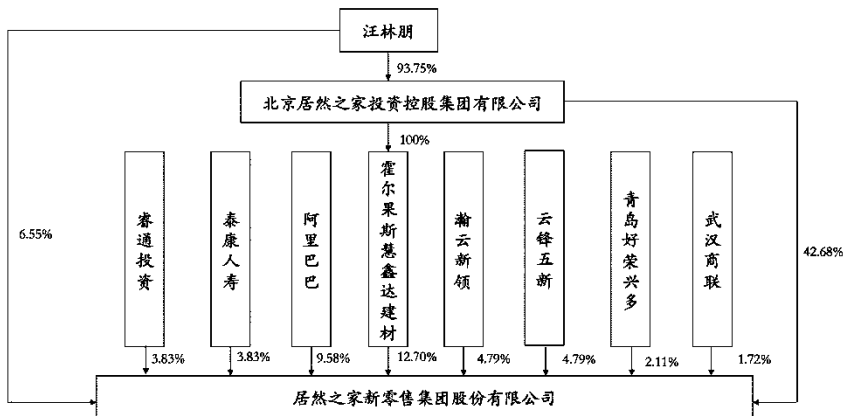 汪林朋
93.75%
北京居然之家投资控股集团有限公司
100%
睿通投资
泰康人寿
阿里巴巴
霍尔果斯慧鑫达建材
瀚云新领
云锋五新
青岛好荣兴多
武汉商联
6.55%
42.68%
3.83%
3.83%
9.58%
12.70%
4.79%
4.79%
2.11%
1.72%
居然之家新零售集团股份有限公司